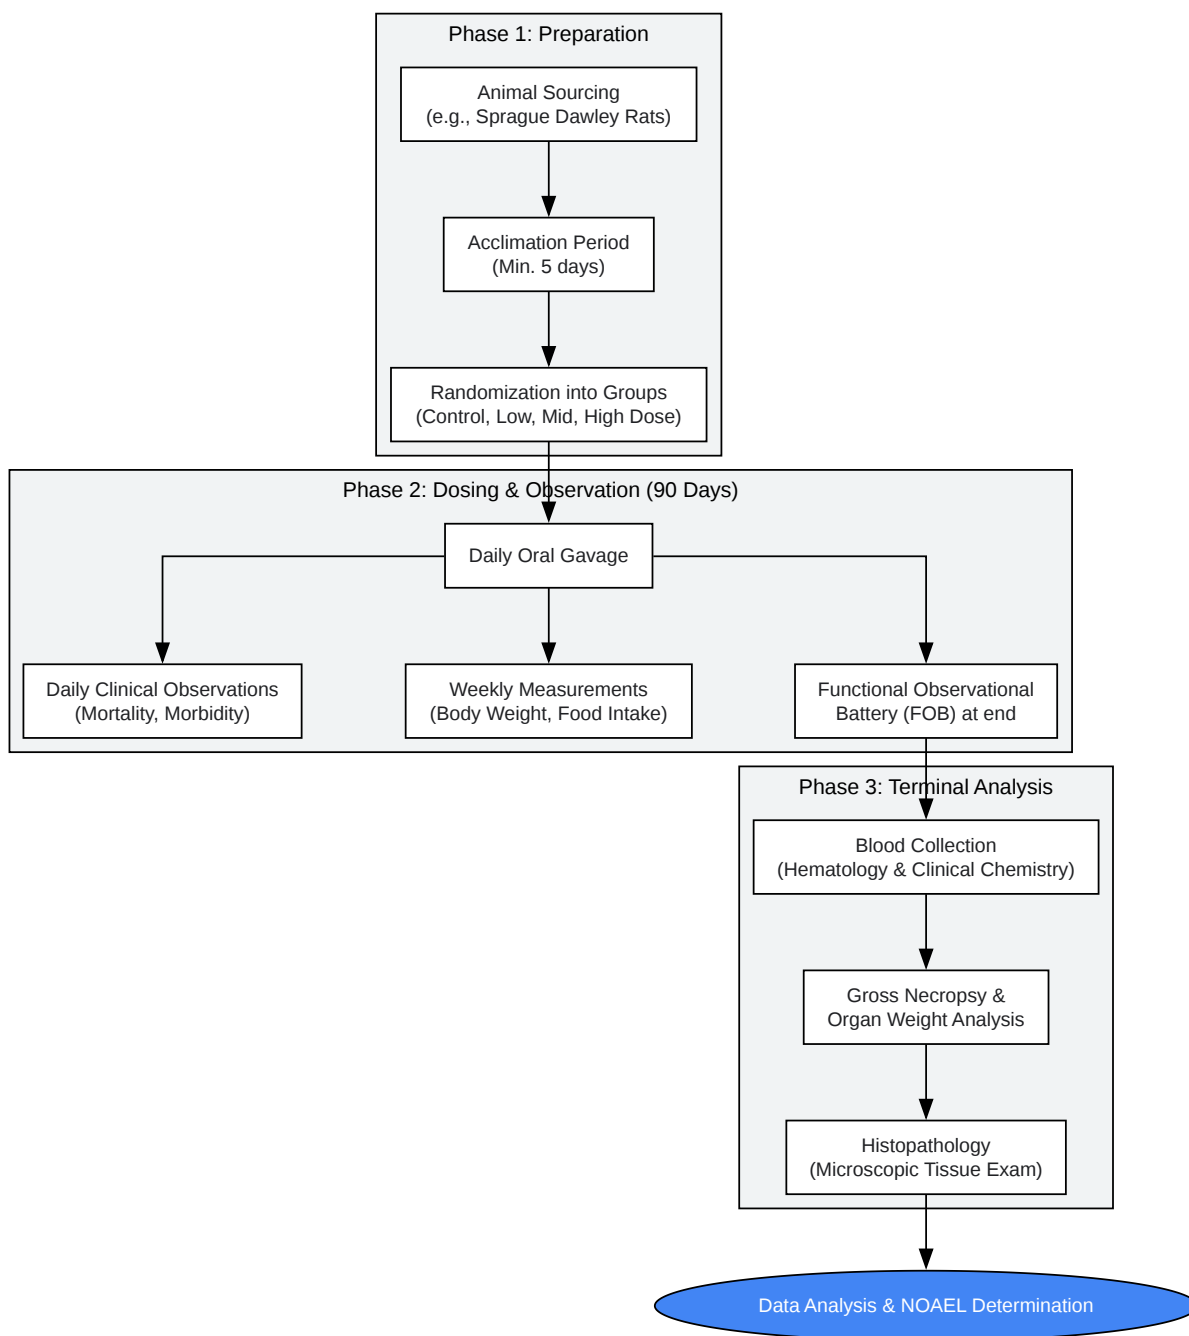 Phase 1: Preparation
Animal Sourcing
(e.g., Sprague Dawley Rats)
Acclimation Period
(Min. 5 days)
Randomization into Groups
(Control, Low, Mid, High Dose)
Phase 2: Dosing & Observation (90 Days)
Daily Oral Gavage
Daily Clinical Observations
(Mortality, Morbidity)
Weekly Measurements
(Body Weight, Food Intake)
Functional Observational
Battery (FOB) at end
Phase 3: Terminal Analysis
Blood Collection
(Hematology & Clinical Chemistry)
Gross Necropsy &
Organ Weight Analysis
Histopathology
(Microscopic Tissue Exam)
Data Analysis & NOAEL Determination